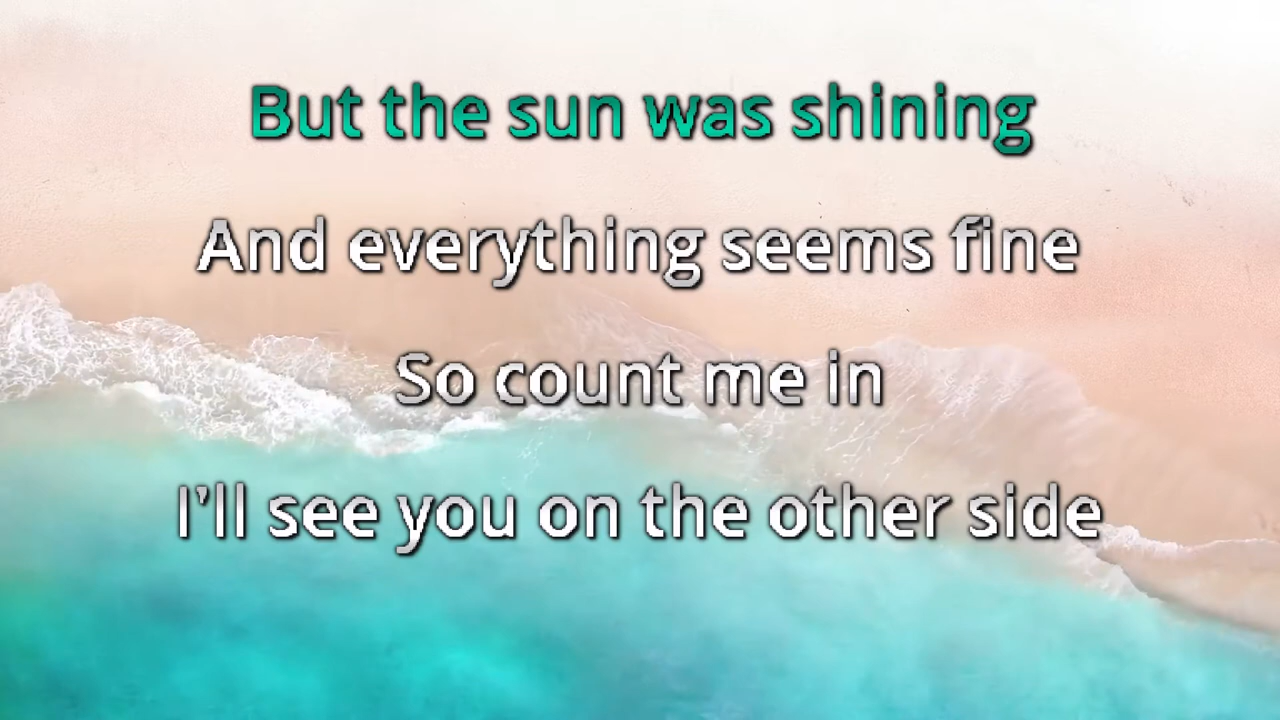 But the sun was shining
And everything seems fine
So count me in
I'll see you on the other side